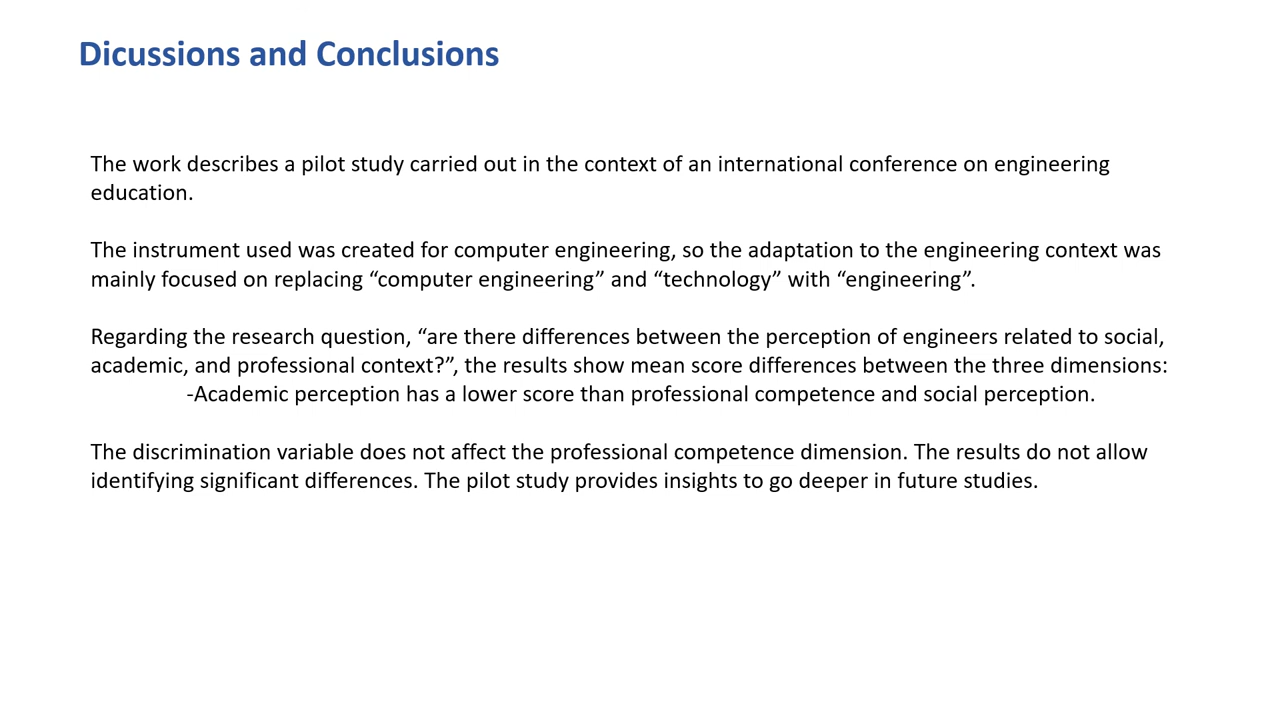 Dicussions and Conclusions
The work describes a pilot study carried out in the context of an international conference on engineering
education.
The instrument used was created for computer engineering, so the adaptation to the engineering context was
mainly focused on replacing “computer engineering” and “technology” with “engineering”.
Regarding the research question, “are there differences between the perception of engineers related to social,
academic, and professional context?”, the results show mean score differences between the three dimensions:
-Academic perception has a lower score than professional competence and social perception.
The discrimination variable does not affect the professional competence dimension. The results do not allow
identifying significant differences. The pilot study provides insights to go deeper in future studies.